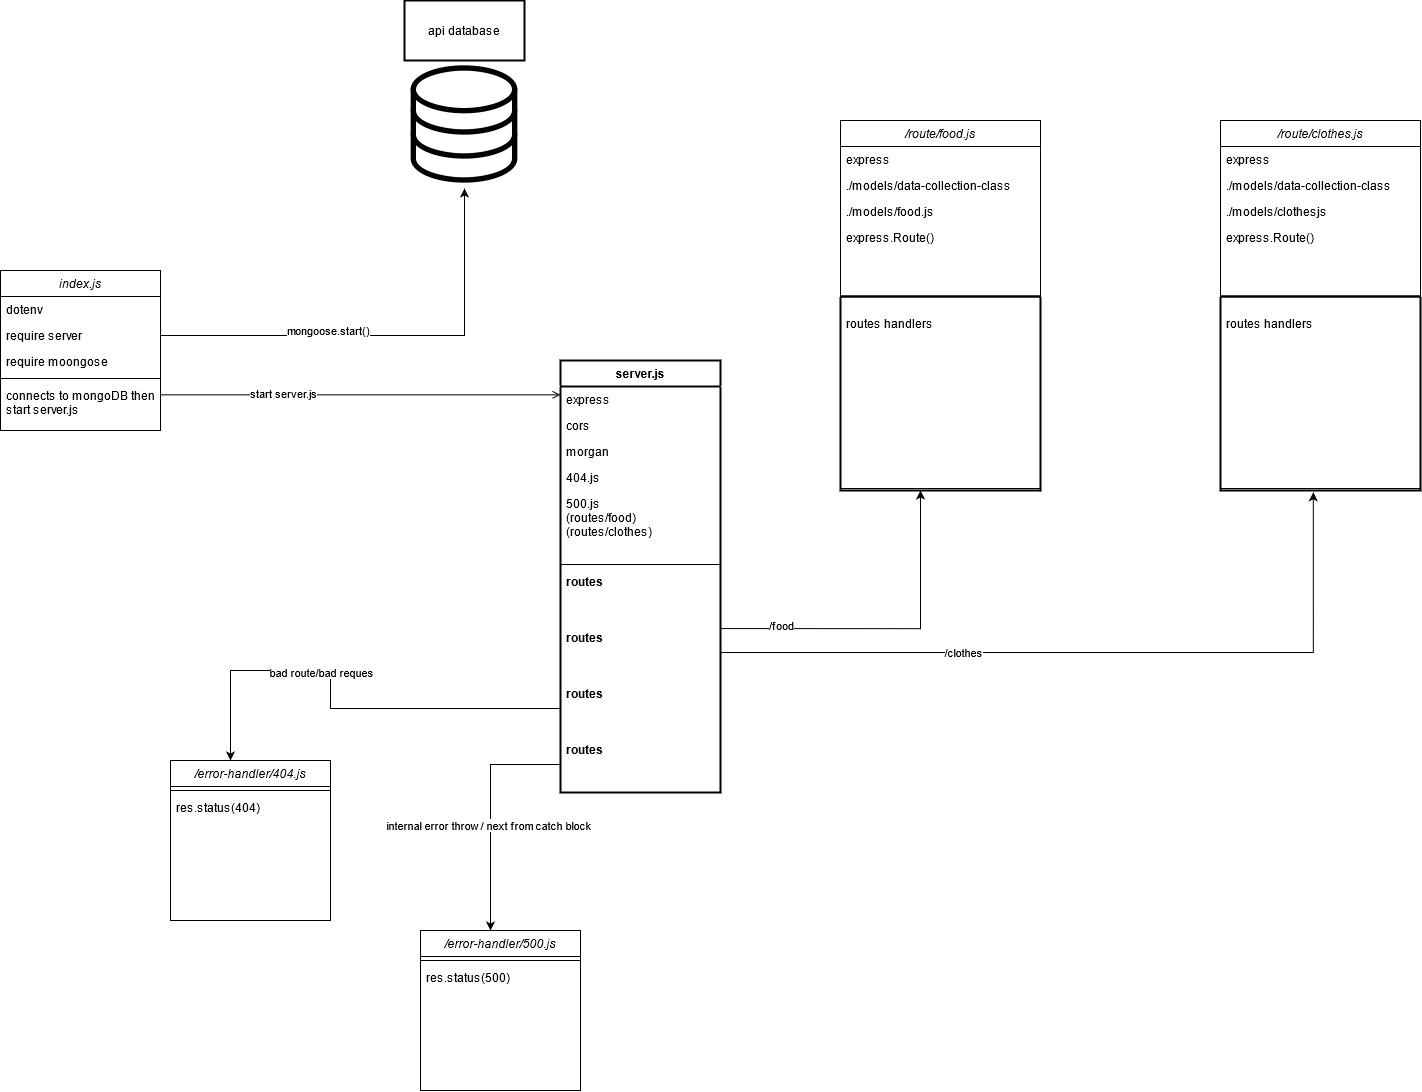 api database
/route/food.js
express
./models/data-collection-class
./models/food.js
express.Route()
routes handlers
/route/clothes.js
express
./models/data-collection-class
./models/clothesjs
express.Route()
routes handlers
index.js
dotenv
require server
require moongose
connects to mongoDB then
start server.js
mongoose.start()
start server.js
server.js
express
cors
morgan
404.js
500.js
(routes/food)
(routes/clothes)
routes
routes
routes
routes
/food
/clothes
bad route/bad reques
/error-handler/404.js
res.status(404)
internal error throw / next from catch block
/error-handler/500.js
res.status(500)